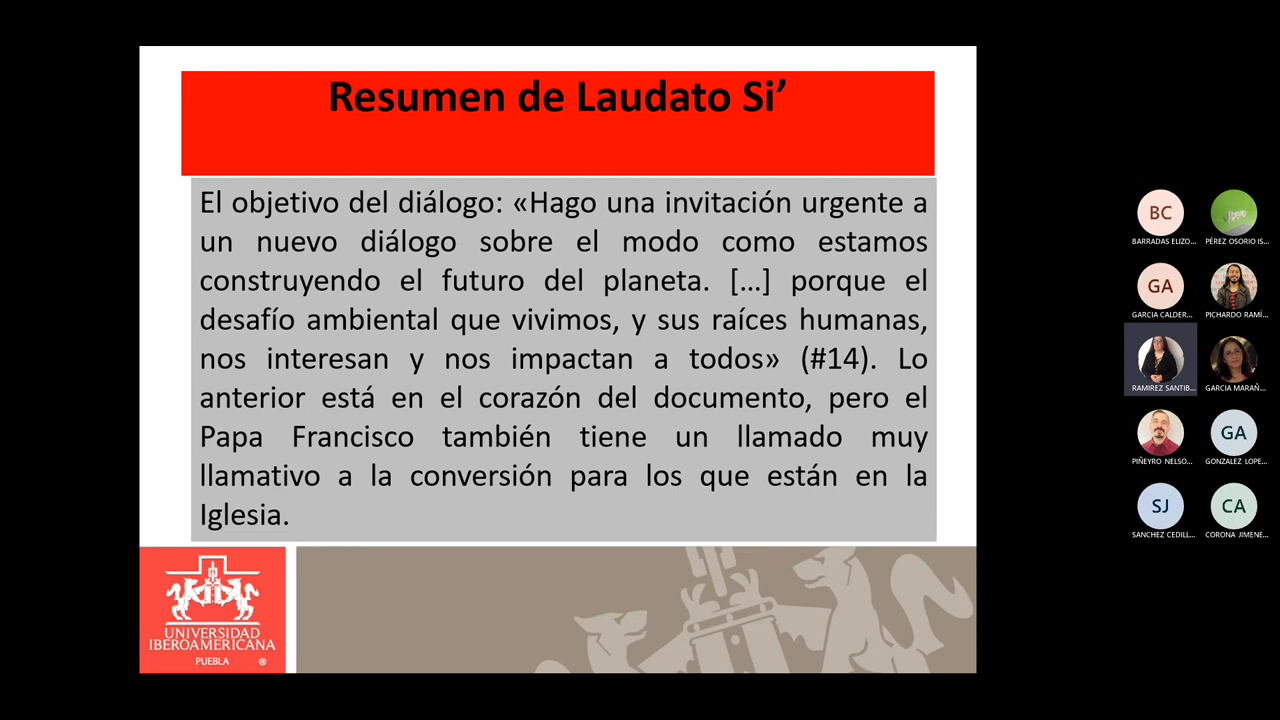 Resumen de Laudato Si’
El objetivo del diálogo: «Hago una invitación urgente a
un nuevo diálogo sobre el modo como estamos
construyendo el futuro del planeta. […] porque el
desafío ambiental que vivimos, y sus raíces humanas,
nos interesan y nos impactan a todos» (#14). Lo
anterior está en el corazón del documento, pero el
Papa Francisco también tiene un llamado muy
llamativo a la conversión para los que están en la
Iglesia.
UNIVERSIDAD
IBEROAMERICANA
PUEBLA ®
BC
BARRADAS ELIZO...
PÉREZ OSORIO IS...
GA
GARCIA CALDER...
PICHARDO RAMÍ...
RAMIREZ SANTIB...
GARCIA MARAÑ...
PIÑEYRO NELSO...
GA
GONZALEZ LOPE...
SJ
SANCHEZ CEDILL...
CA
CORONA JIMENE...